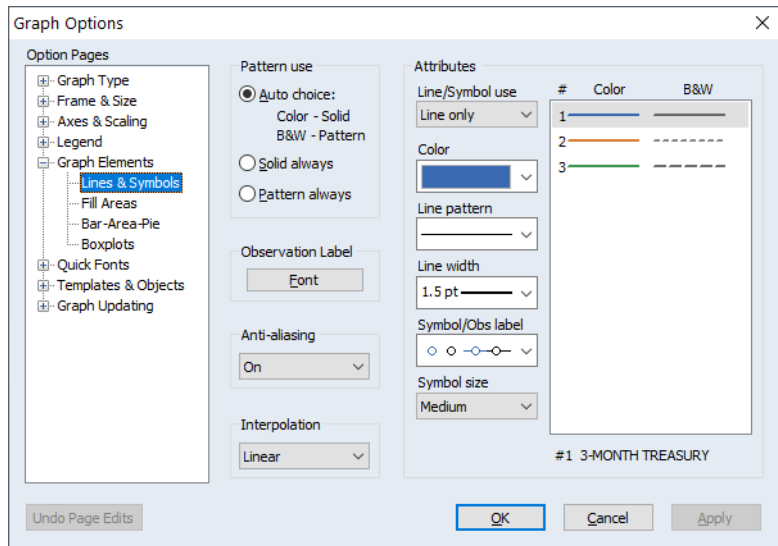 Graph Options
Option Pages
Graph Type
Frame & Size
Axes & Scaling
Legend
Graph Elements
Lines & Symbols
Fill Areas
Bar-Area-Pie
Boxplots
Quick Fonts
Templates & Objects
Graph Updating
Pattern use
Auto choice:
Color - Solid
B&W - Pattern
Solid always
Pattern always
Observation Label
Font
Anti-aliasing
On
Interpolation
Linear
Attributes
Line/Symbol use
Line only
Color
Line pattern
Line width
1.5 pt
Symbol/Obs label
Symbol size
Medium
# Color B&W
1
2
3
#1 3-MONTH TREASURY
Undo Page Edits
OK
Cancel
Apply